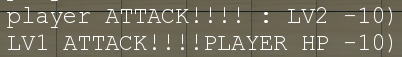 player ATTACK!!!! : LV2 -10)
LV1 ATTACK!!!!PLAYER HP -10)